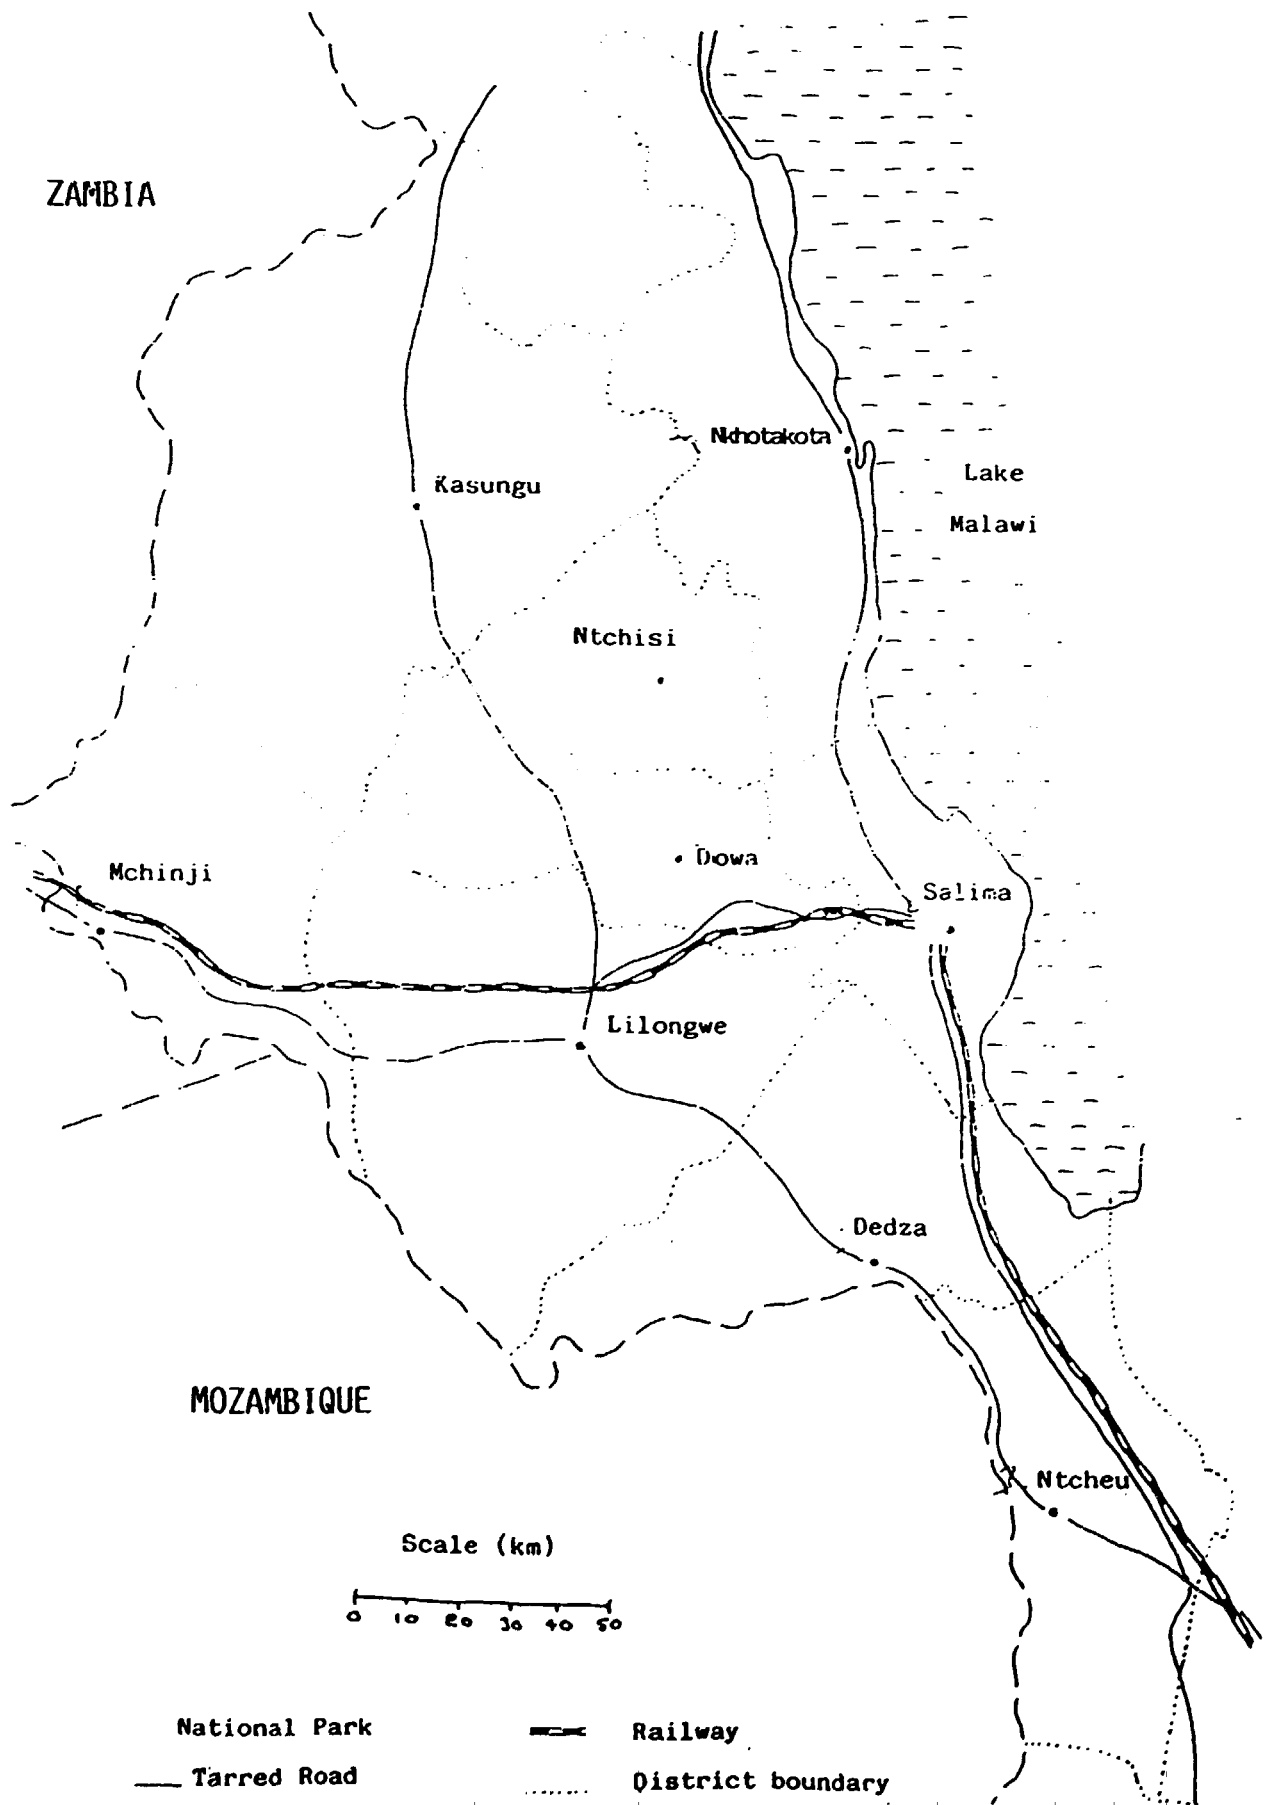 ZAMBIA
Nkhotakota
Lake
Kasungu
Malawi
Ntchisi
Dowa
Mchinji
Salima
Lilongwe
Dedza
MOZAMBIQUE
Ntcheu
Scale (km)
0 10 20 30 40 50
National Park
Railway
Tarred Road
District boundary